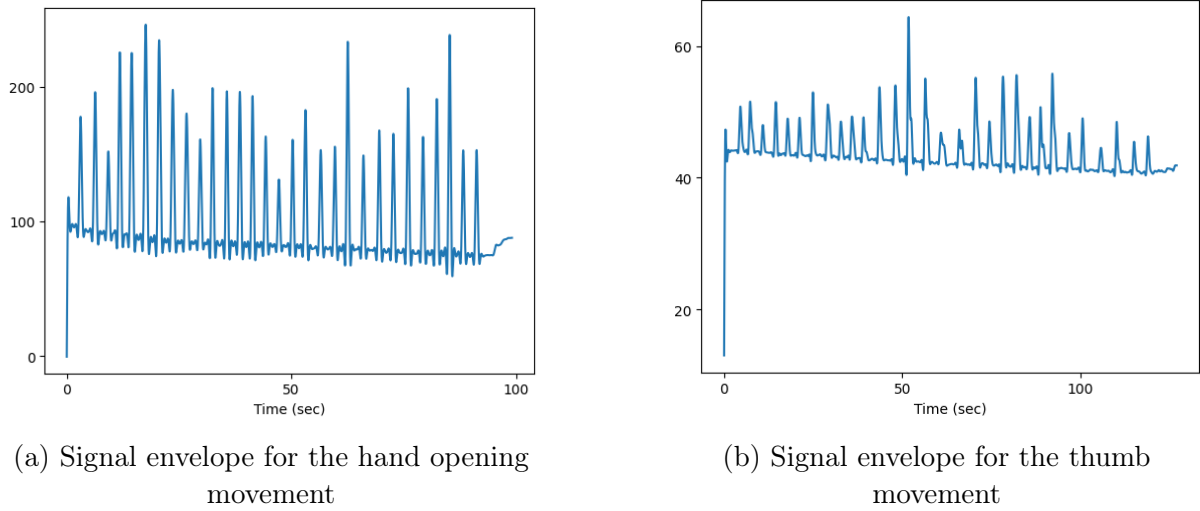 200
100
0
0
50
100
Time (sec)
(a) Signal envelope for the hand opening
movement
60
40
20
0
50
100
Time (sec)
(b) Signal envelope for the thumb
movement